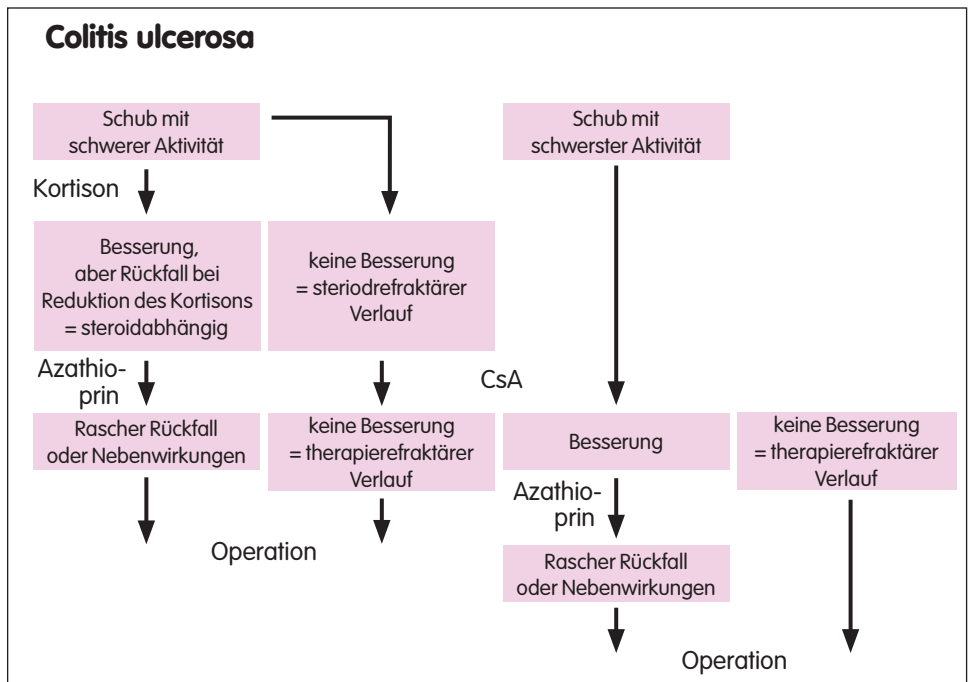 Colitis ulcerosa
Schub mit
schwerer Aktivität
Schub mit
schwerster Aktivität
Kortison
Besserung,
aber Rückfall bei
Reduktion des Kortisons
= steroidabhängig
keine Besserung
= steriodrefraktärer
Verlauf
Azathio-
prin
CsA
Rascher Rückfall
oder Nebenwirkungen
keine Besserung
= therapierefraktärer
Verlauf
Besserung
keine Besserung
= therapierefraktärer
Verlauf
Azathio-
prin
Operation
Rascher Rückfall
oder Nebenwirkungen
Operation